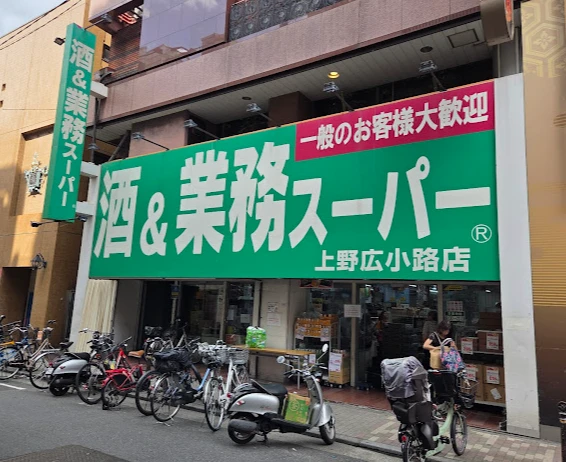 酒&業務スーパー
一般のお客様大歓迎
酒&業務スーパー®
上野広小路店